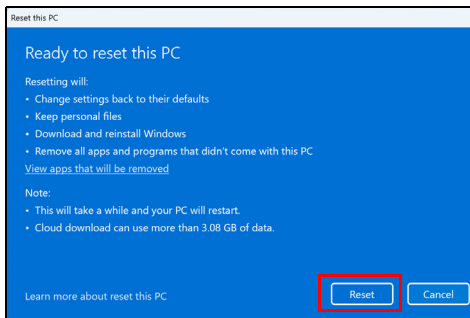 Reset this PC
Ready to reset this PC
Resetting will:
• Change settings back to their defaults
• Keep personal files
• Download and reinstall Windows
• Remove all apps and programs that didn't come with this PC
View apps that will be removed
Note:
• This will take a while and your PC will restart.
• Cloud download can use more than 3.08 GB of data.
Learn more about reset this PC
Reset
Cancel